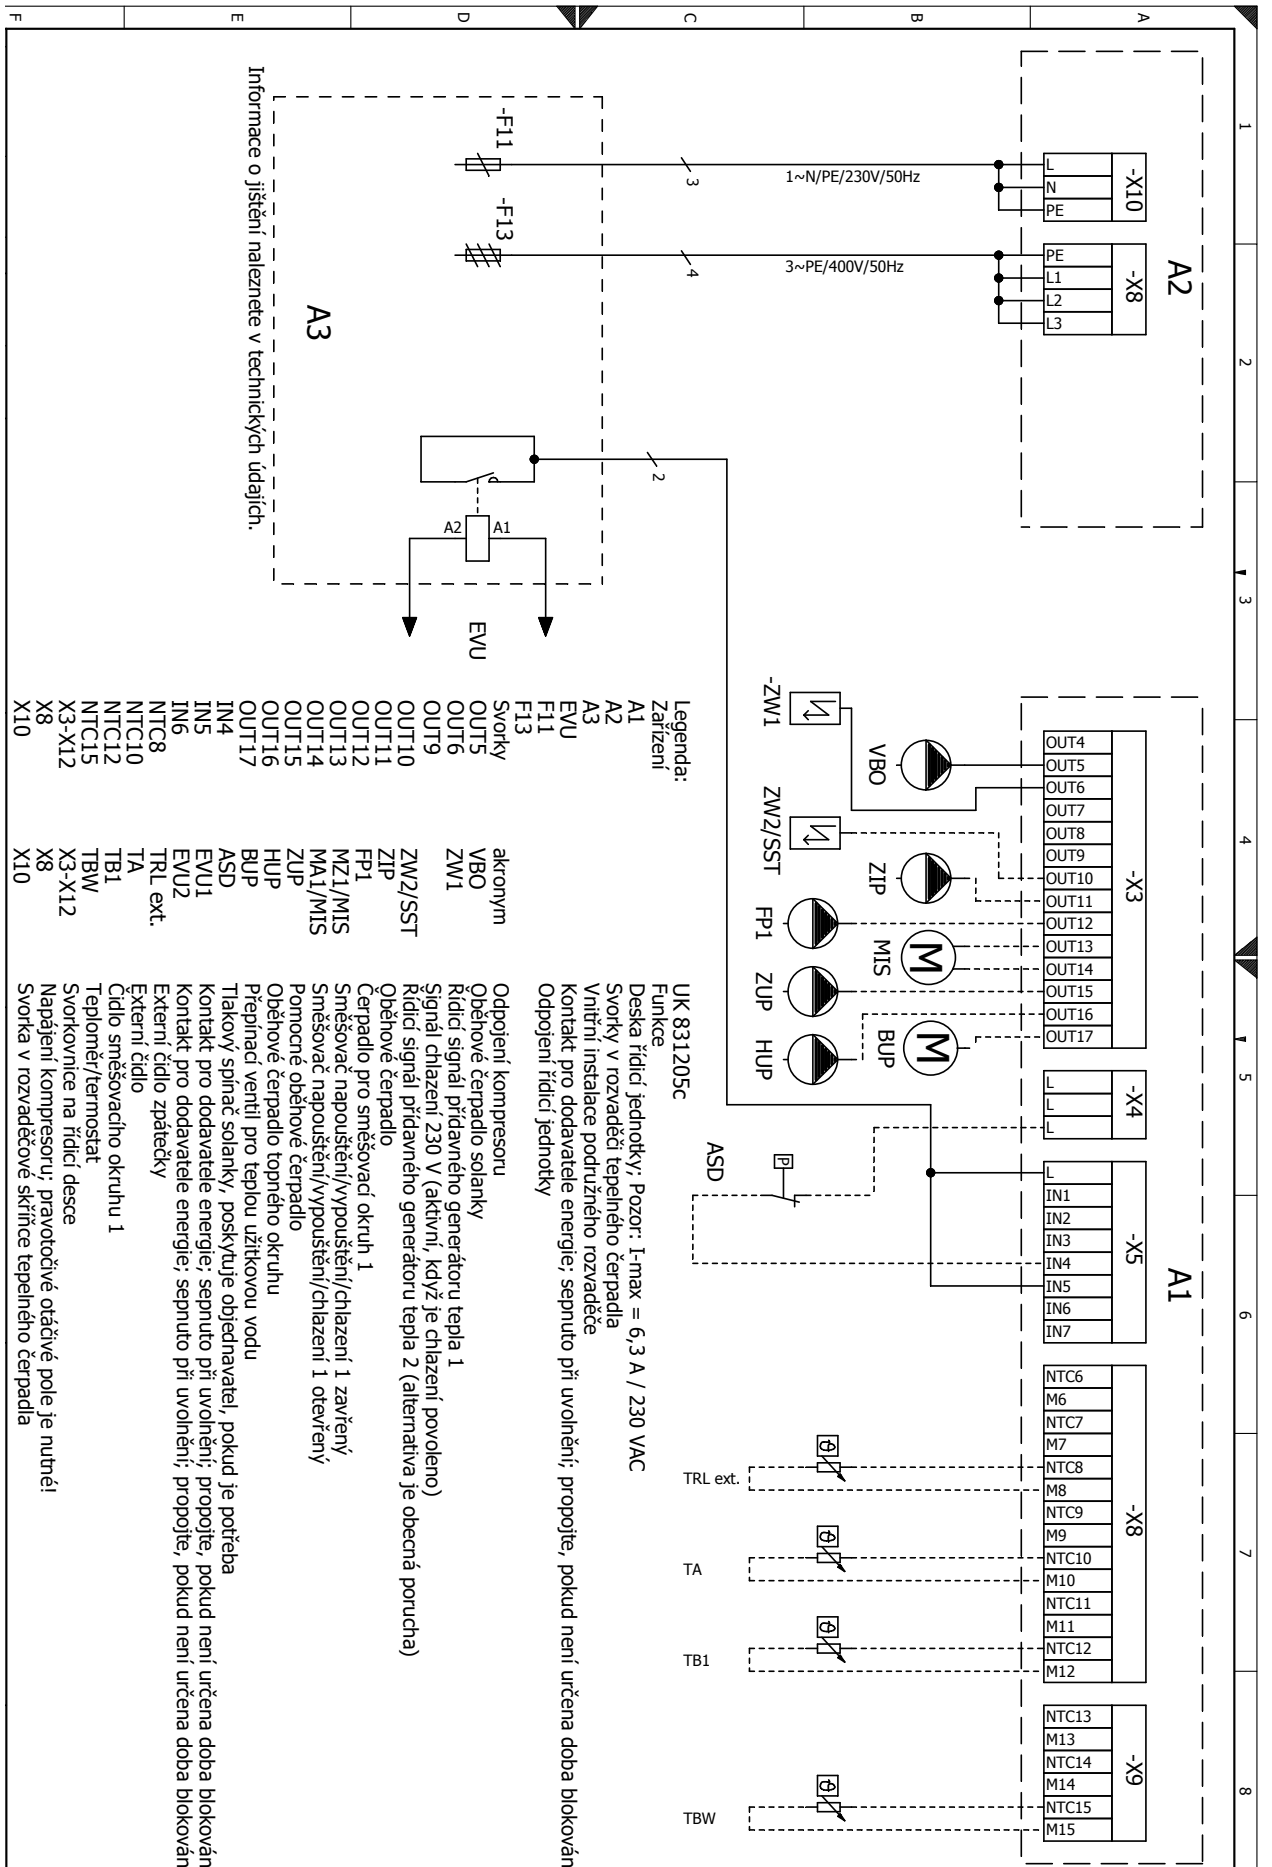 1
2
3
4
5
6
7
8
A
B
C
D
E
F
A2
-X10
L
N
PE
-X8
PE
L1
L2
L3
1~N/PE/230V/50Hz
3~PE/400V/50Hz
3
4
2
-F11
-F13
A3
A2
A1
EVU
Informace o jištění naleznete v technických údajích.
A1
-X3
OUT4
OUT5
OUT6
OUT7
OUT8
OUT9
OUT10
OUT11
OUT12
OUT13
OUT14
OUT15
OUT16
OUT17
-X4
L
L
L
-X5
L
IN1
IN2
IN3
IN4
IN5
IN6
IN7
-X8
NTC6
M6
NTC7
M7
NTC8
M8
NTC9
M9
NTC10
M10
NTC11
M11
NTC12
M12
-X9
NTC13
M13
NTC14
M14
NTC15
M15
-ZW1
VBO
ZW2/SST
ZIP
FP1
MIS
M
ZUP
HUP
BUP
M
ASD
P
TRL ext.
TA
TB1
TBW
Legenda: UK 831205c
Zařízení Funkce
A1 Deska řídicí jednotky; Pozor: I-max = 6,3 A / 230 VAC
A2 Svorky v rozvaděči tepelného čerpadla
A3 Vnitřní instalace podružného rozvaděče
EVU Kontakt pro dodavatele energie; sepnuto při uvolnění; propojte, pokud není určena doba blokován
F11 Odpojení řídicí jednotky
F13 Odpojení kompresoru
Svorky akronym
OUT5 VBO Oběhové čerpadlo solanky
OUT6 ZW1 Řídicí signál přídavného generátoru tepla 1
OUT9 Signál chlazení 230 V (aktivní, když je chlazení povoleno)
OUT10 ZW2/SST Řídicí signál přídavného generátoru tepla 2 (alternativa je obecná porucha)
OUT11 ZIP Oběhové čerpadlo
OUT12 FP1 Čerpadlo pro směšovací okruh 1
OUT13 MZ1/MIS Směšovač napouštění/vypouštění/chlazení 1 zavřený
OUT14 MA1/MIS Směšovač napouštění/vypouštění/chlazení 1 otevřený
OUT15 ZUP Pomocné oběhové čerpadlo
OUT16 HUP Oběhové čerpadlo topného okruhu
OUT17 BUP Přepínací ventil pro teplou užitkovou vodu
IN4 ASD Tlakový spínač solanky, poskytuje objednavatel, pokud je potřeba
IN5 EVU1 Kontakt pro dodavatele energie; sepnuto při uvolnění; propojte, pokud není určena doba blokován
IN6 EVU2 Kontakt pro dodavatele energie; sepnuto při uvolnění; propojte, pokud není určena doba blokován
NTC8 TRL ext. Externí čidlo zpátečky
NTC10 TA Externí čidlo
NTC12 TB1 Čidlo směšovacího okruhu 1
NTC15 TBW Teploměr/termostat
X3-X12 X3-X12 Svorkovnice na řídicí desce
X8 X8 Napájení kompresoru; pravotočivé otáčivé pole je nutné!
X10 X10 Svorka v rozvaděčové skříňce tepelného čerpadla